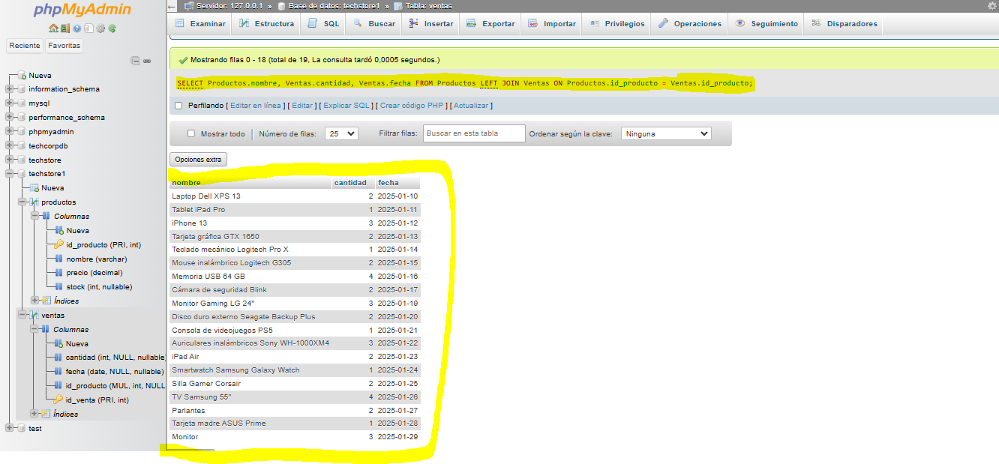 phpMyAdmin
Reciente Favoritas
Nueva
information_schema
mysql
performance_schema
phpmyadmin
techcorpdb
techstore
techstore1
Nueva
productos
Columnas
Nueva
id_producto (PRI, int)
nombre (varchar)
precio (decimal)
stock (int, nullable)
Índices
ventas
Columnas
Nueva
cantidad (int, NULL, nullable)
fecha (date, NULL, nullable)
id_producto (MUL, int, NULL
id_venta (PRI, int)
Índices
test
Servidor: 127.0.0.1 » Base de datos: techstore1 » Tabla: ventas
Examinar Estructura SQL Buscar Insertar Exportar Importar Privilegios Operaciones Seguimiento Disparadores
Mostrando filas 0 - 18 (total de 19, La consulta tardó 0,0005 segundos.)
SELECT Productos.nombre, Ventas.cantidad, Ventas.fecha FROM Productos LEFT JOIN Ventas ON Productos.id_producto = Ventas.id_producto;
Perfilando [ Editar en línea ] [ Editar ] [ Explicar SQL ] [ Crear código PHP ] [ Actualizar ]
Mostrar todo Número de filas: 25 Filtrar filas: Buscar en esta tabla Ordenar según la clave: Ninguna
Opciones extra
nombre cantidad fecha
Laptop Dell XPS 13 2 2025-01-10
Tablet iPad Pro 1 2025-01-11
iPhone 13 3 2025-01-12
Tarjeta gráfica GTX 1650 2 2025-01-13
Teclado mecánico Logitech Pro X 1 2025-01-14
Mouse inalámbrico Logitech G305 2 2025-01-15
Memoria USB 64 GB 4 2025-01-16
Cámara de seguridad Blink 2 2025-01-17
Monitor Gaming LG 24" 3 2025-01-19
Disco duro externo Seagate Backup Plus 2 2025-01-20
Consola de videojuegos PS5 1 2025-01-21
Auriculares inalámbricos Sony WH-1000XM4 3 2025-01-22
iPad Air 2 2025-01-23
Smartwatch Samsung Galaxy Watch 1 2025-01-24
Silla Gamer Corsair 2 2025-01-25
TV Samsung 55" 4 2025-01-26
Parlantes 2 2025-01-27
Tarjeta madre ASUS Prime 1 2025-01-28
Monitor 3 2025-01-29